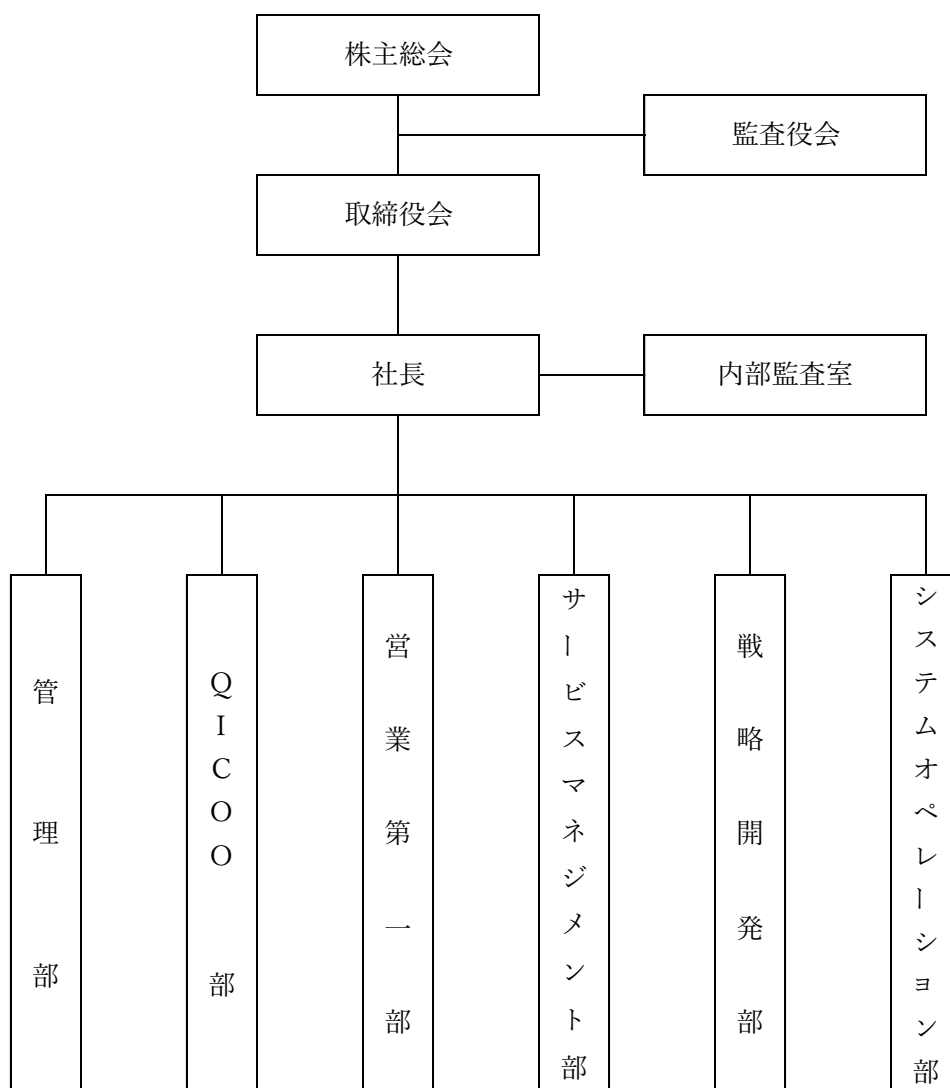 株主総会
監査役会
取締役会
社長
内部監査室
管理部
QICOO部
営業第一部
サービスマネジメント部
戦略開発部
システムオペレーション部